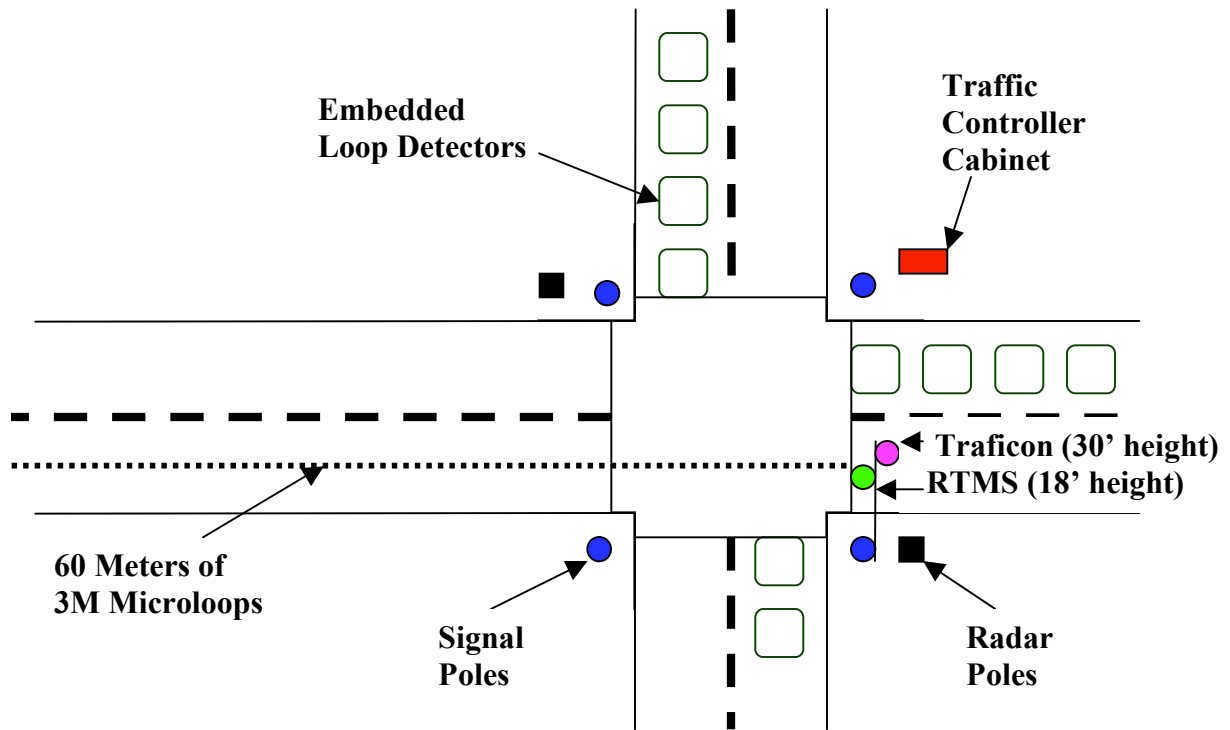 Embedded
Loop Detectors
Traffic
Controller
Cabinet
Traficon (30’ height)
RTMS (18’ height)
60 Meters of
3M Microloops
Signal
Poles
Radar
Poles